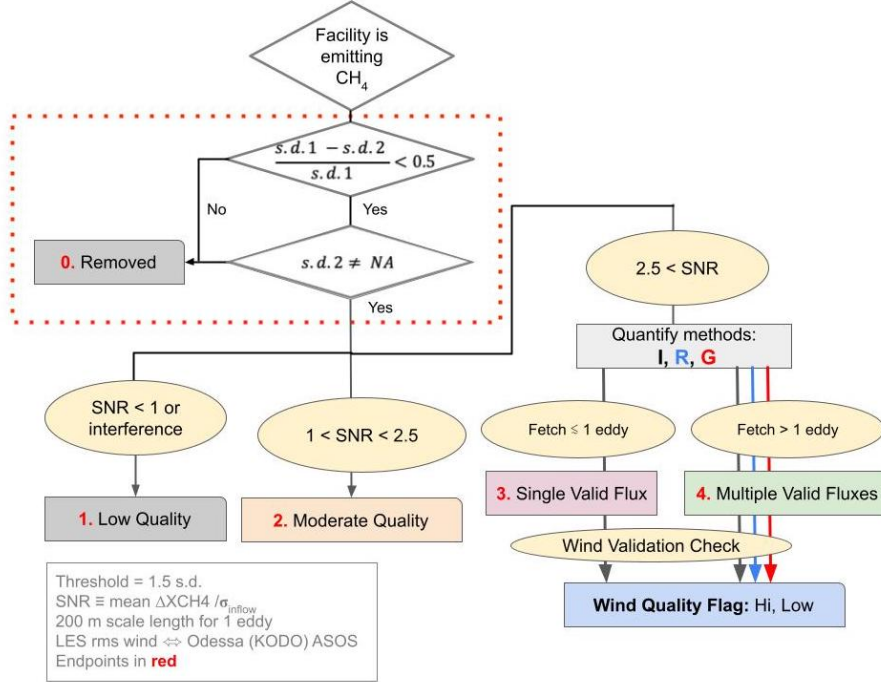 Facility is
emitting
CH₄
s.d.1 − s.d.2
s.d.1
< 0.5
No
Yes
0. Removed
s.d.2 ≠ NA
Yes
2.5 < SNR
Quantify methods:
I, R, G
SNR < 1 or
interference
1 < SNR < 2.5
Fetch ≤ 1 eddy
Fetch > 1 eddy
1. Low Quality
2. Moderate Quality
3. Single Valid Flux
4. Multiple Valid Fluxes
Wind Validation Check
Wind Quality Flag: Hi, Low
Threshold = 1.5 s.d.
SNR ≡ mean ΔXCH4 /σinflow
200 m scale length for 1 eddy
LES rms wind ⇔ Odessa (KODO) ASOS
Endpoints in red